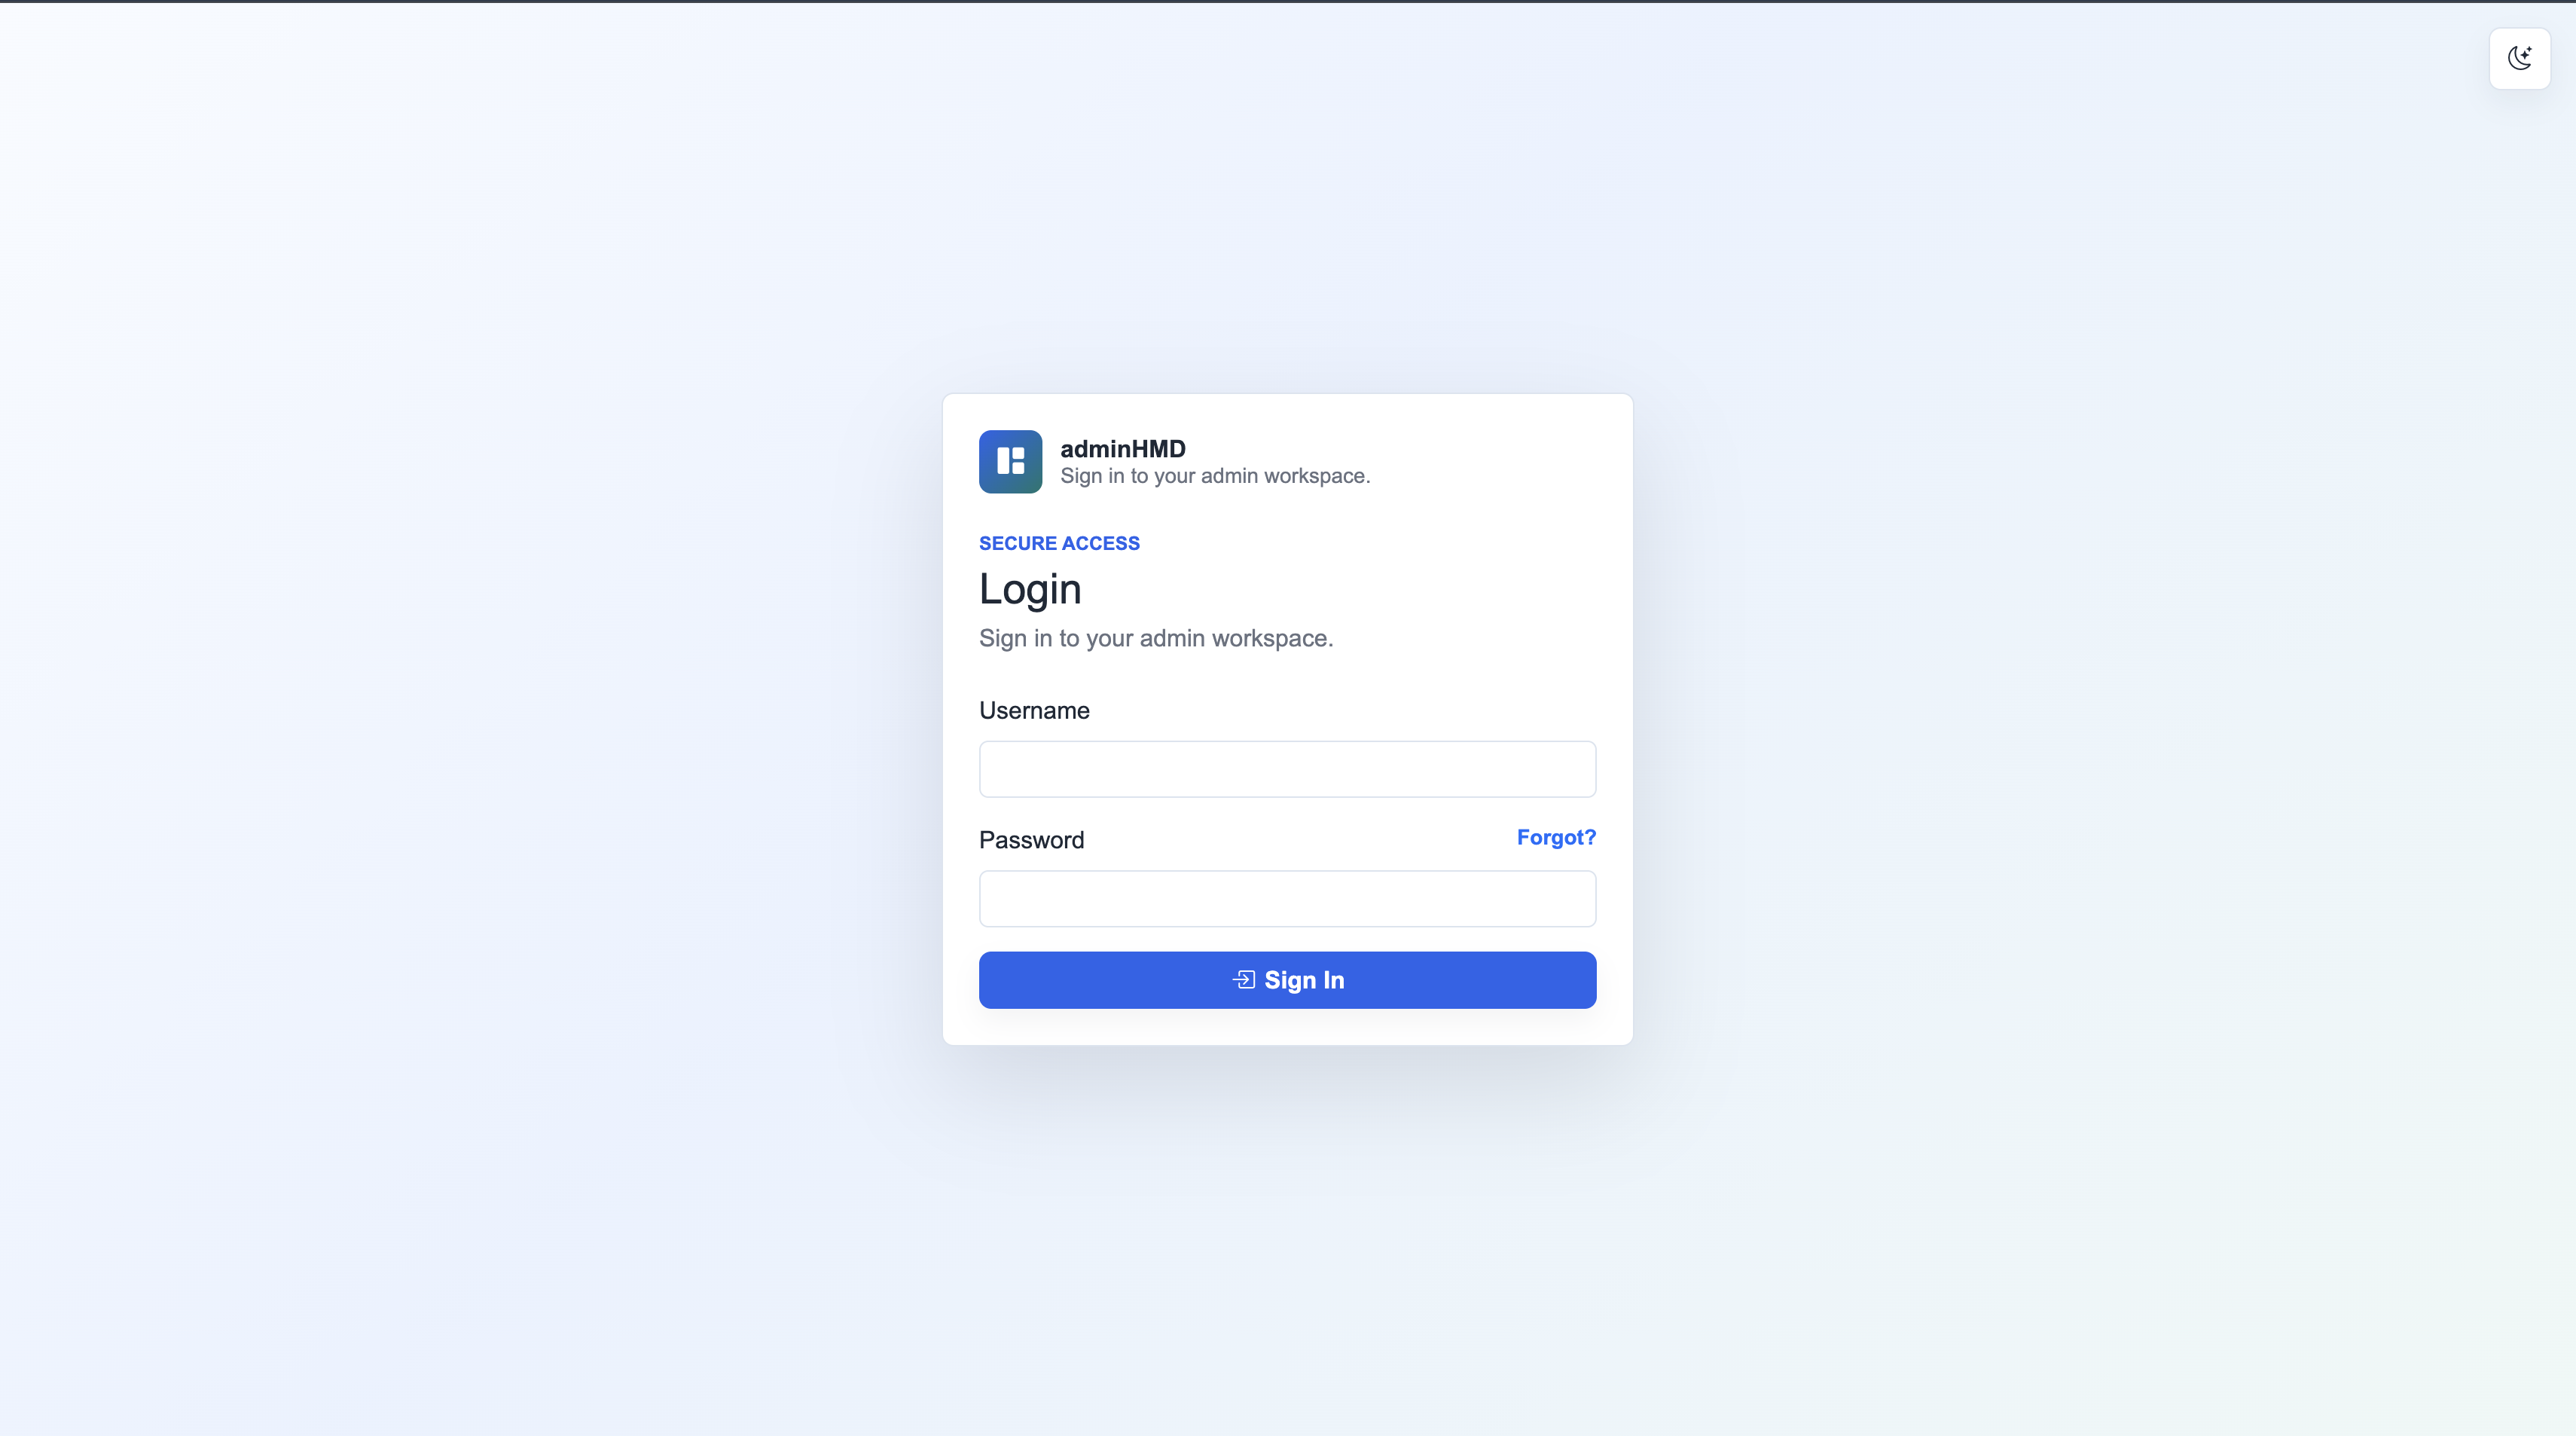 adminHMD
Sign in to your admin workspace.
SECURE ACCESS
Login
Sign in to your admin workspace.
Username
Password
Forgot?
Sign In